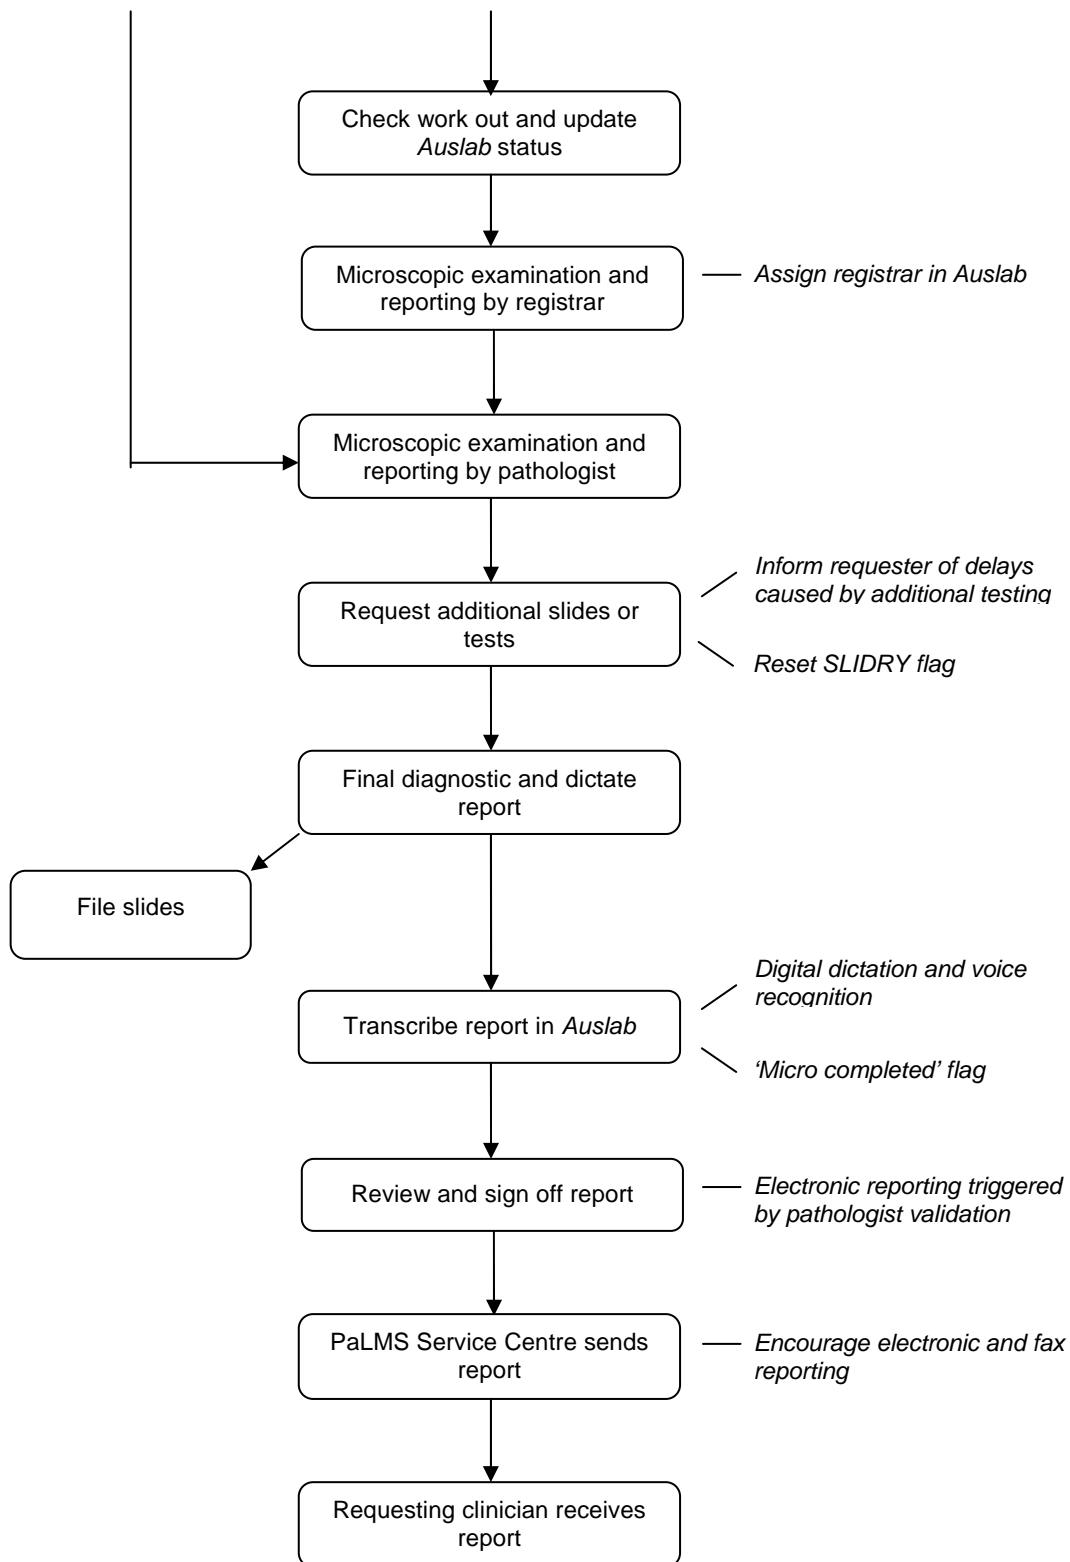 Check work out and update
Auslab status
Microscopic examination and
reporting by registrar
Assign registrar in Auslab
Microscopic examination and
reporting by pathologist
Inform requester of delays
caused by additional testing
Request additional slides or
tests
Reset SLIDRY flag
Final diagnostic and dictate
report
File slides
Digital dictation and voice
recognition
Transcribe report in Auslab
‘Micro completed’ flag
Review and sign off report
Electronic reporting triggered
by pathologist validation
PaLMS Service Centre sends
report
Encourage electronic and fax
reporting
Requesting clinician receives
report